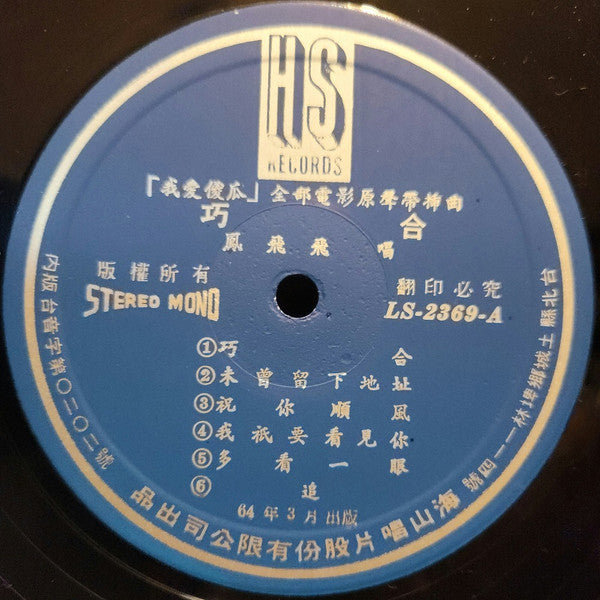 HS
RECORDS
「我愛傻瓜」全部電影原聲帶插曲
巧合
鳳飛飛 唱
版權所有
翻印必究
STEREO MONO
LS-2369-A
①巧合
②未曾留下地址
③祝你順風
④我祇要看見你
⑤多看一眼
⑥追
64年3月出版
內版台音字第〇二〇二號
台北縣土城鄉埤林一一四號
海山唱片股份有限公司出品